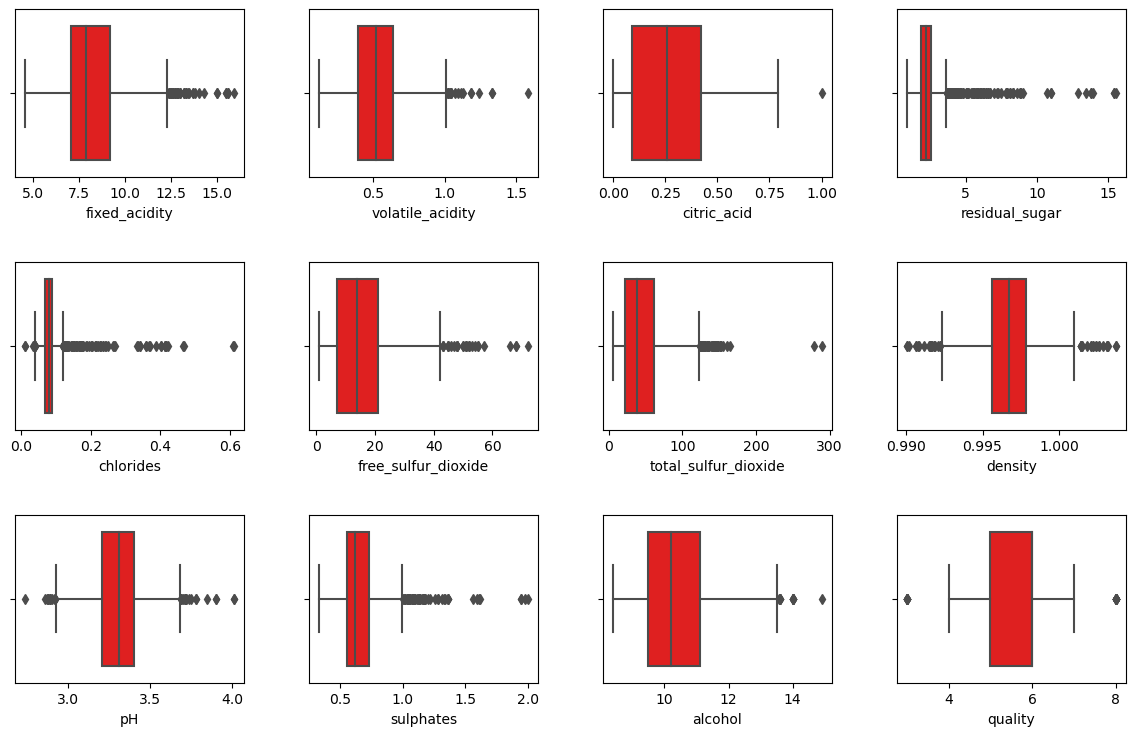 5.0 7.5 10.0 12.5 15.0
fixed_acidity
0.5 1.0 1.5
volatile_acidity
0.00 0.25 0.50 0.75 1.00
citric_acid
5 10 15
residual_sugar
0.0 0.2 0.4 0.6
chlorides
0 20 40 60
free_sulfur_dioxide
0 100 200 300
total_sulfur_dioxide
0.990 0.995 1.000
density
3.0 3.5 4.0
pH
0.5 1.0 1.5 2.0
sulphates
10 12 14
alcohol
4 6 8
quality